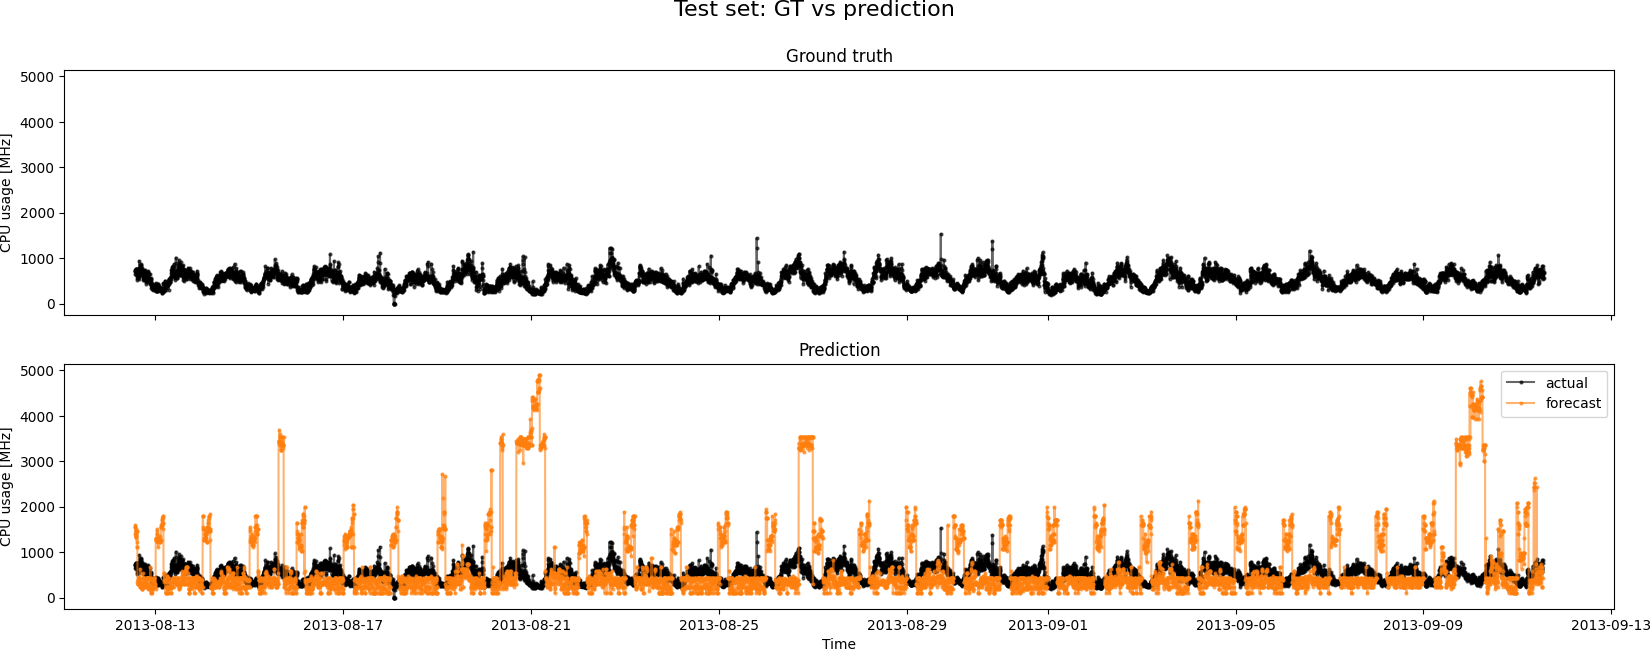 Test set: GT vs prediction
Ground truth
CPU usage [MHz]
5000
4000
3000
2000
1000
0
Prediction
CPU usage [MHz]
5000
4000
3000
2000
1000
0
actual
forecast
2013-08-13 2013-08-17 2013-08-21 2013-08-25 2013-08-29 2013-09-01 2013-09-05 2013-09-09 2013-09-13
Time